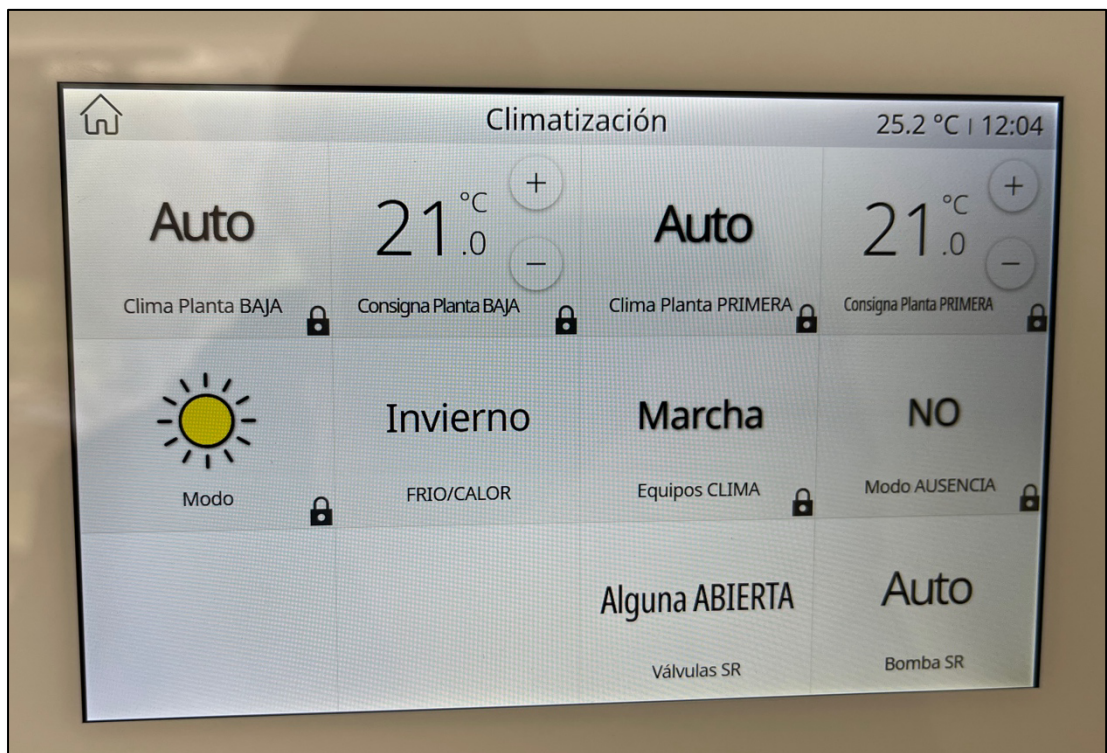 Climatización
25.2 °C | 12:04
Auto
21.0 °C
+
−
Auto
21.0 °C
+
−
Clima Planta BAJA
Consigna Planta BAJA
Clima Planta PRIMERA
Consigna Planta PRIMERA
Invierno
Marcha
NO
Modo
FRIO/CALOR
Equipos CLIMA
Modo AUSENCIA
Alguna ABIERTA
Auto
Válvulas SR
Bomba SR